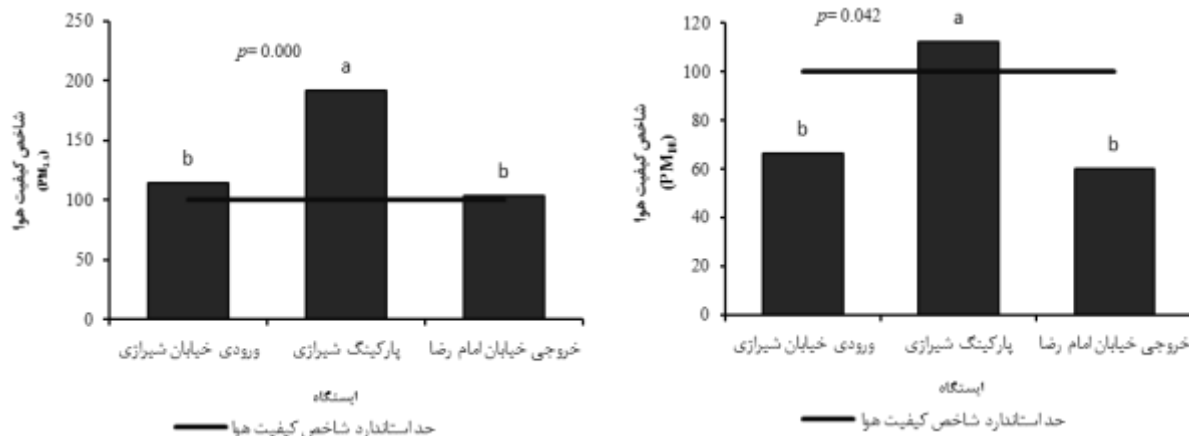 شاخص کیفیت هوا
(PM2.5)
250
200
150
100
50
0
p= 0.000
b
a
b
ورودی خیابان شیرازی
پارکینگ شیرازی
خروجی خیابان امام رضا
ایستگاه
حد استاندارد شاخص کیفیت هوا
شاخص کیفیت هوا
(PM10)
120
100
80
60
40
20
0
p= 0.042
b
a
b
ورودی خیابان شیرازی
پارکینگ شیرازی
خروجی خیابان امام رضا
ایستگاه
حد استاندارد شاخص کیفیت هوا